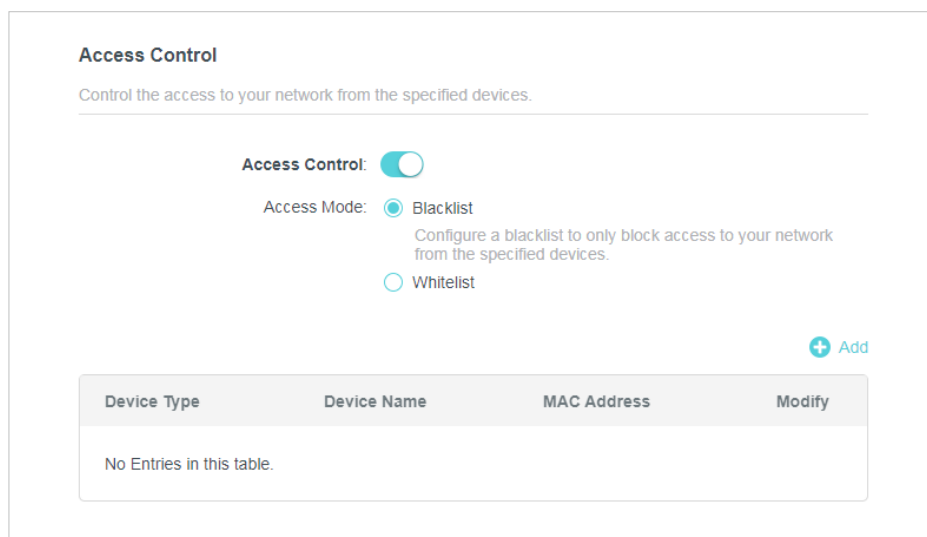 Access Control
Control the access to your network from the specified devices.
Access Control:
Access Mode: Blacklist
Configure a blacklist to only block access to your network
from the specified devices.
Whitelist
Add
Device Type Device Name MAC Address Modify
No Entries in this table.